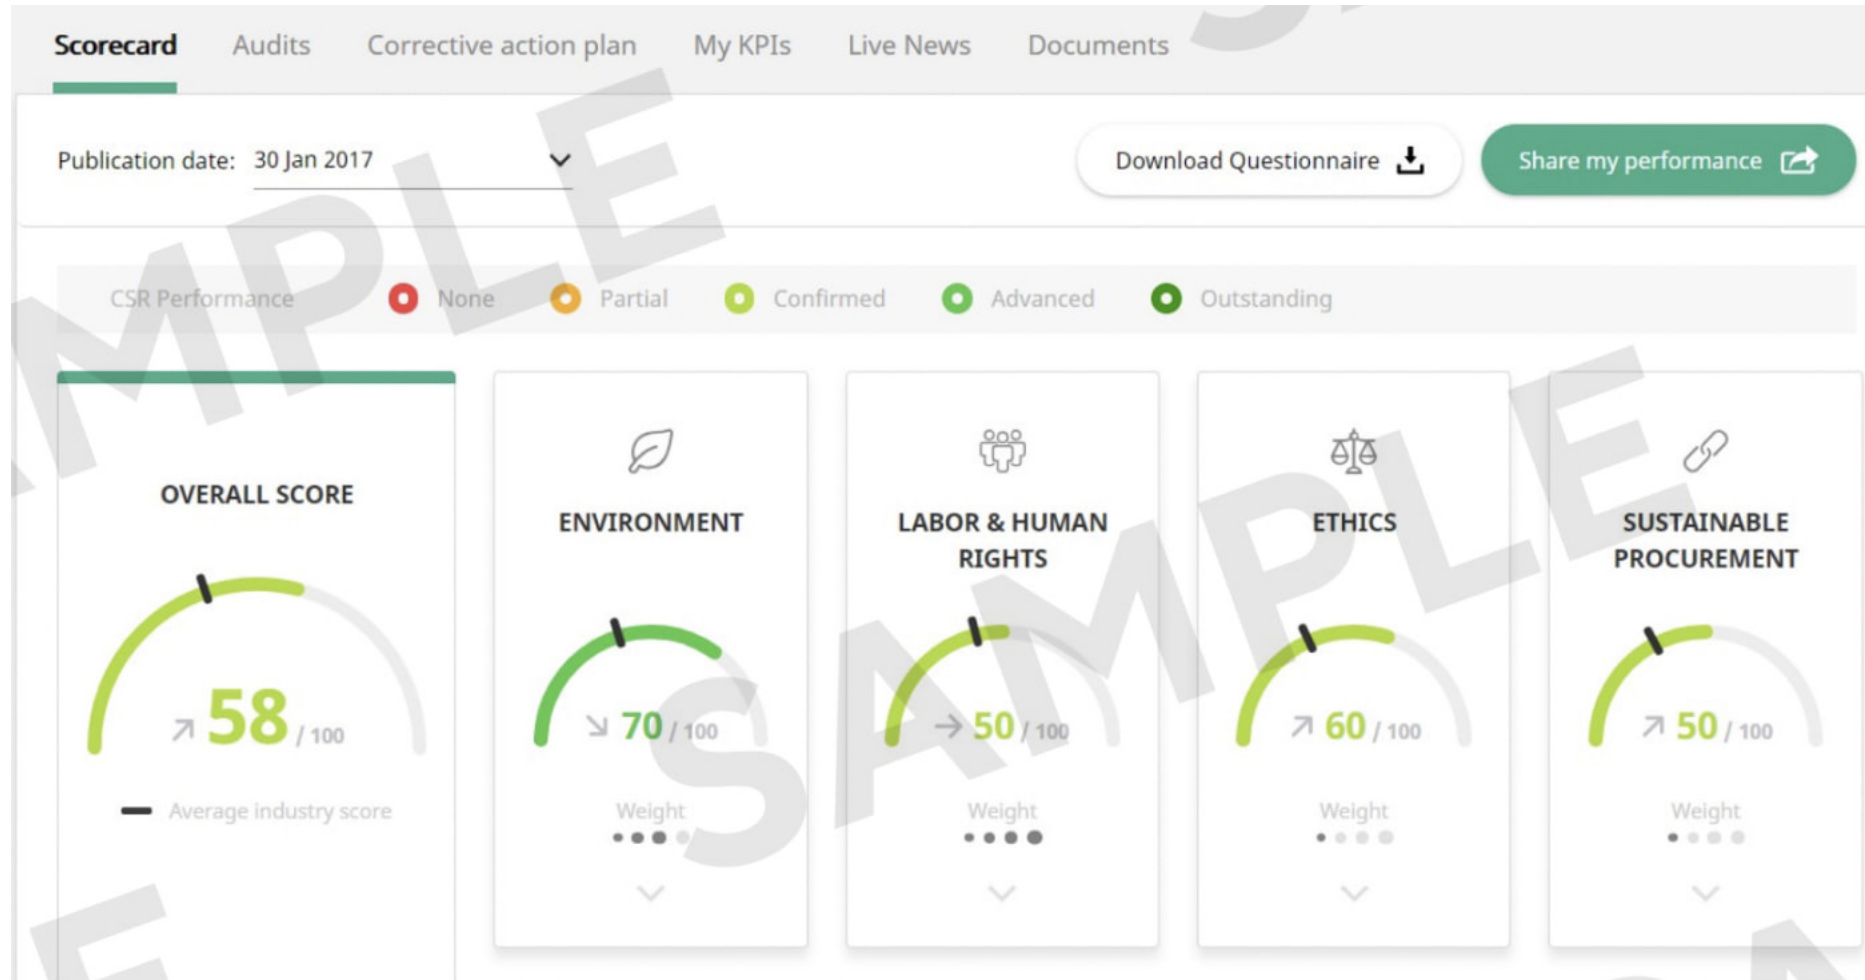 Scorecard Audits Corrective action plan My KPIs Live News Documents
Publication date: 30 Jan 2017
Download Questionnaire
Share my performance
CSR Performance None Partial Confirmed Advanced Outstanding
OVERALL SCORE
58 / 100
Average industry score
ENVIRONMENT
70 / 100
Weight
LABOR & HUMAN
RIGHTS
50 / 100
Weight
ETHICS
60 / 100
Weight
SUSTAINABLE
PROCUREMENT
50 / 100
Weight
SAMPLE